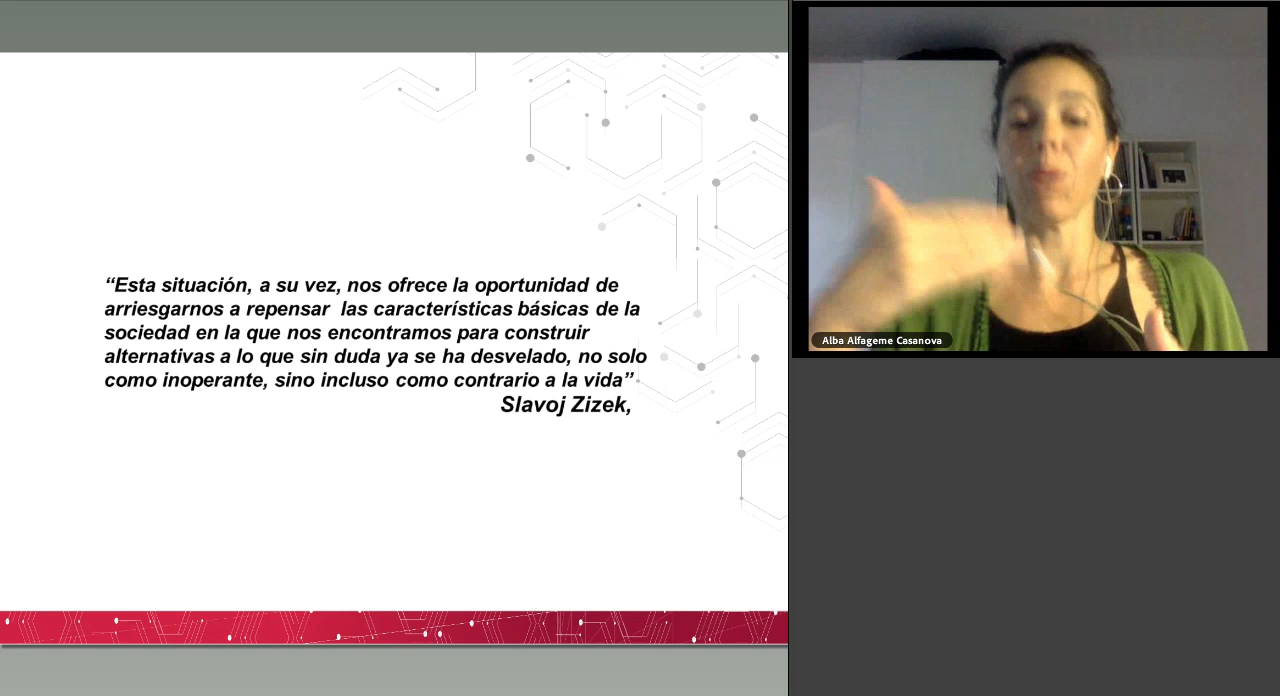 “Esta situación, a su vez, nos ofrece la oportunidad de
arriesgarnos a repensar las características básicas de la
sociedad en la que nos encontramos para construir
alternativas a lo que sin duda ya se ha desvelado, no solo
como inoperante, sino incluso como contrario a la vida”
Slavoj Zizek,
Alba Alfageme Casanova